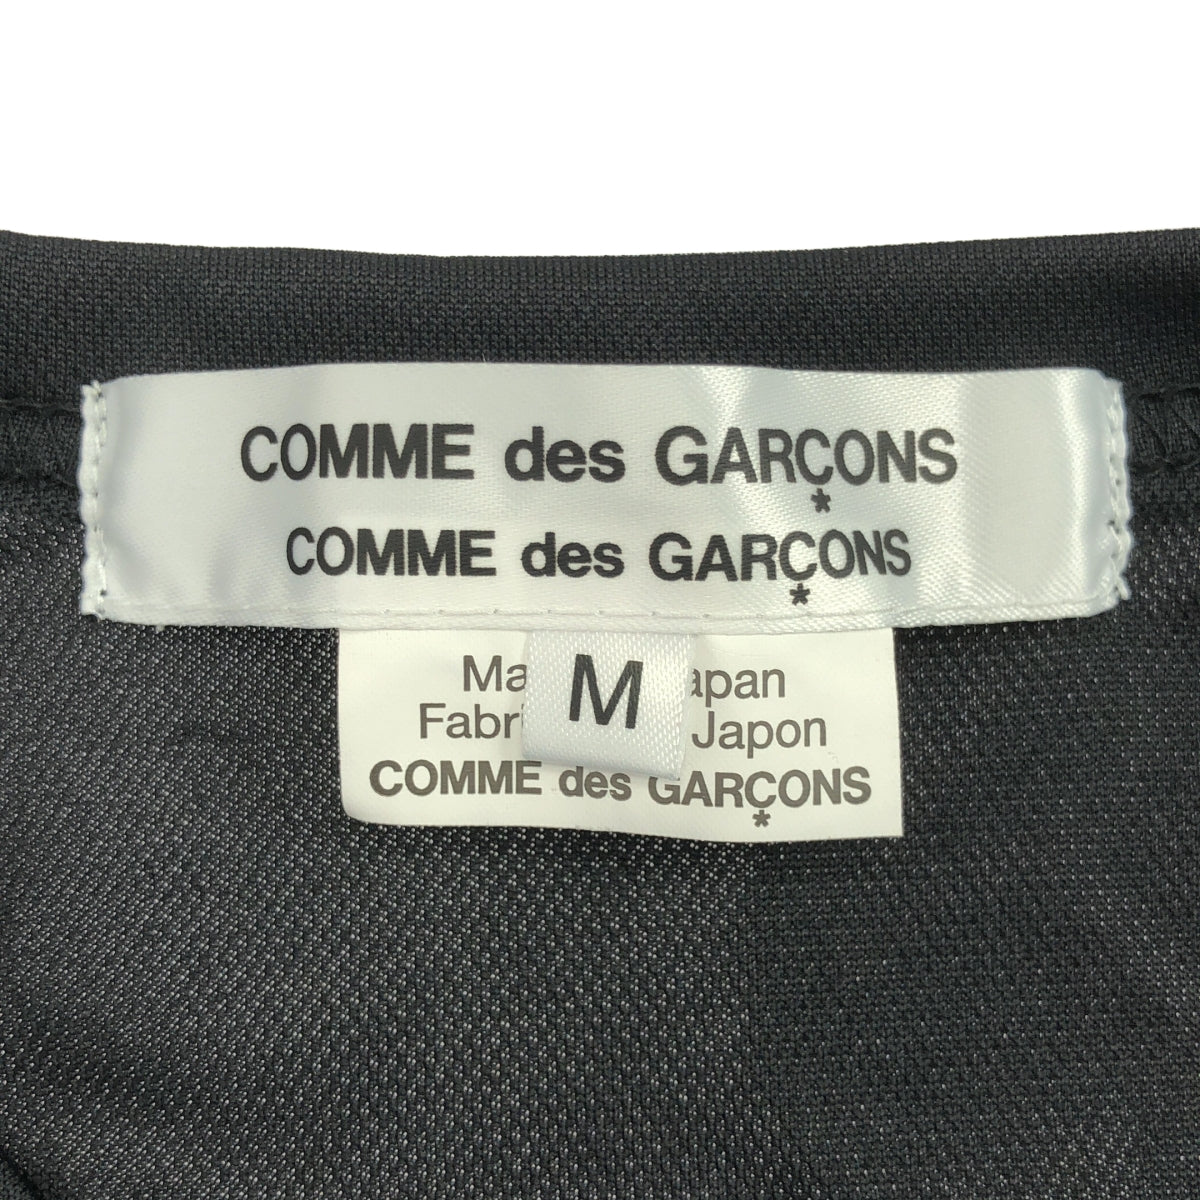 COMME des GARÇONS
COMME des GARÇONS
M
Ma apan
Fabri Japon
COMME des GARÇONS